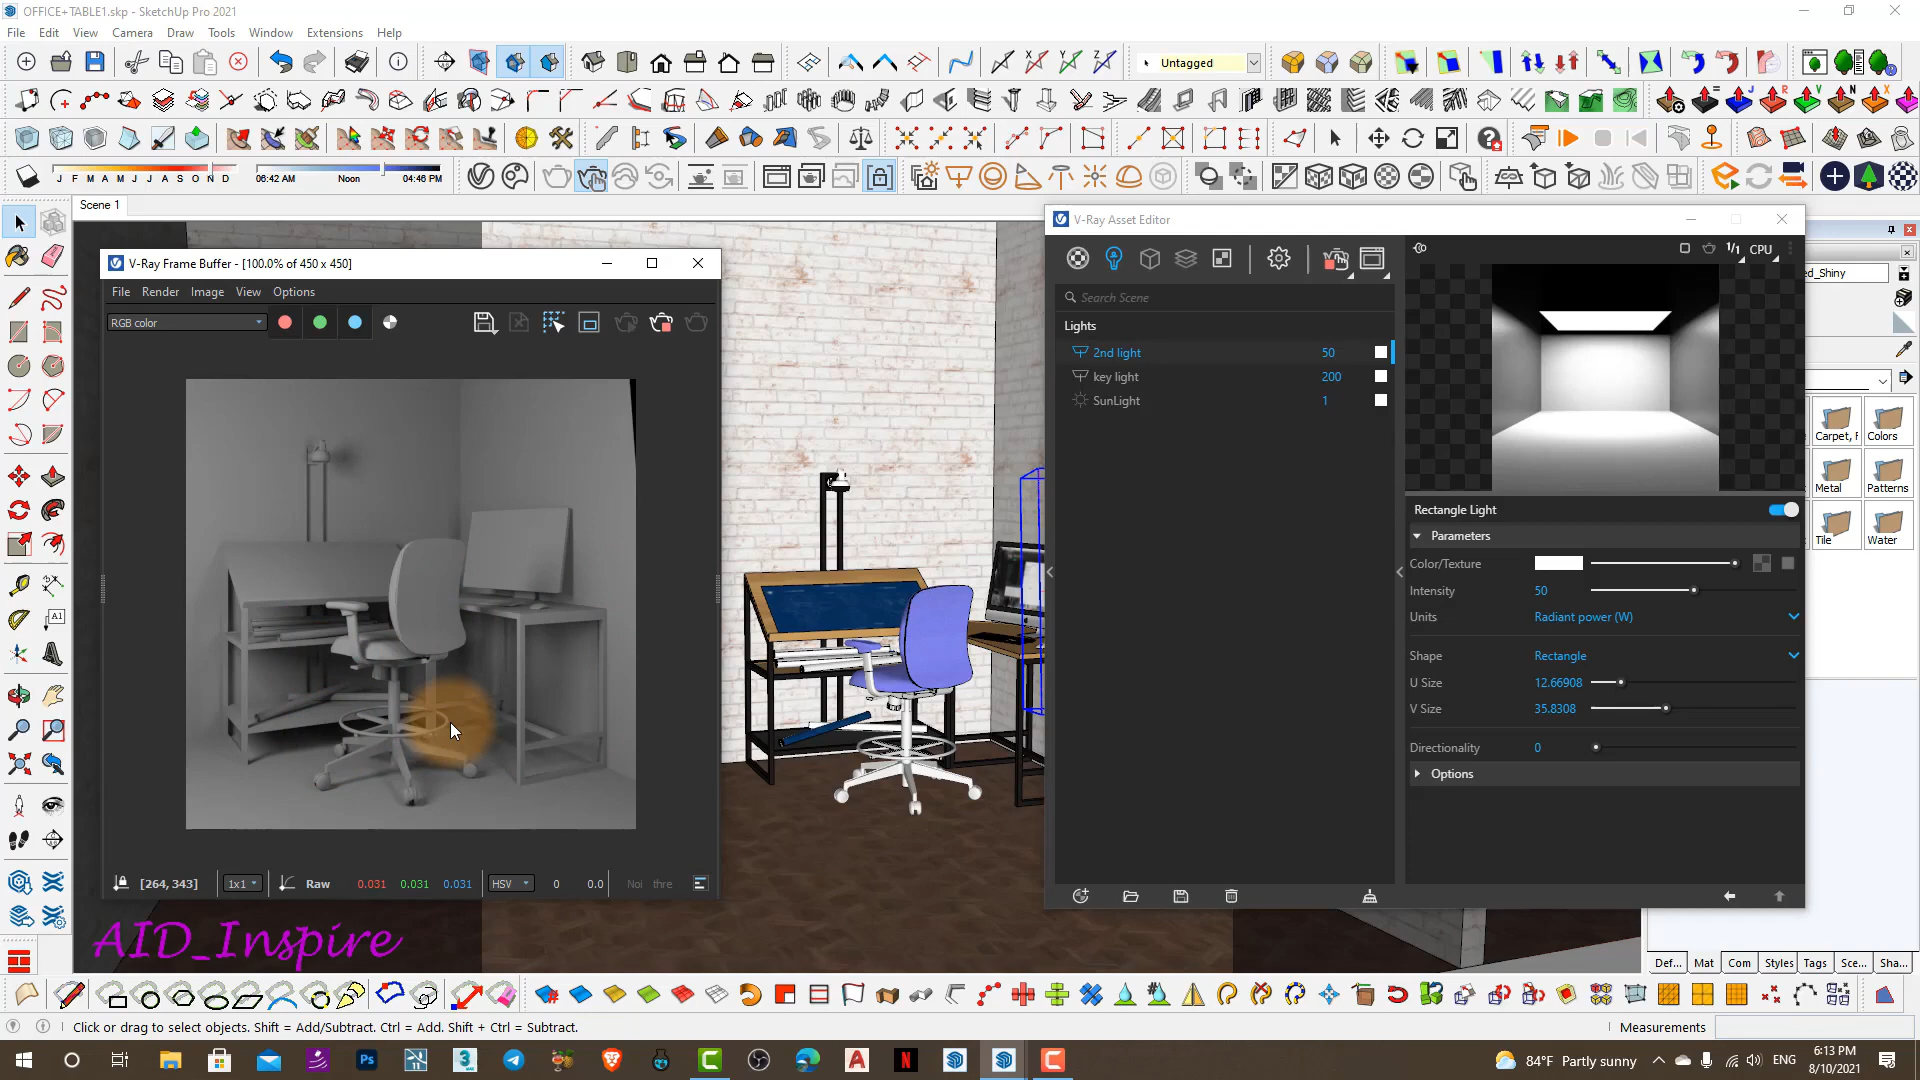 OFFICE+TABLE1.skp - SketchUp Pro 2021
File Edit View Camera Draw Tools Window Extensions Help
Untagged
J F M A M J J A S O N D
06:42 AM Noon 04:46 PM
Scene 1
V-Ray Frame Buffer - [100.0% of 450 x 450]
File Render Image View Options
RGB color
[264, 343] 1x1 Raw 0.031 0.031 0.031 HSV 0 0.0 Noi thre
AID_Inspire
V-Ray Asset Editor
1/1 CPU
Search Scene
Lights
2nd light 50
key light 200
SunLight 1
Rectangle Light
Parameters
Color/Texture
Intensity 50
Units Radiant power (W)
Shape Rectangle
U Size 12.66908
V Size 35.8308
Directionality 0
Options
ed_Shiny
Carpet, F Colors
Metal Patterns
Tile Water
Def... Mat Com Styles Tags Sce... Sha...
Click or drag to select objects. Shift = Add/Subtract. Ctrl = Add. Shift + Ctrl = Subtract.
Measurements
84°F Partly sunny
ENG
6:13 PM
8/10/2021